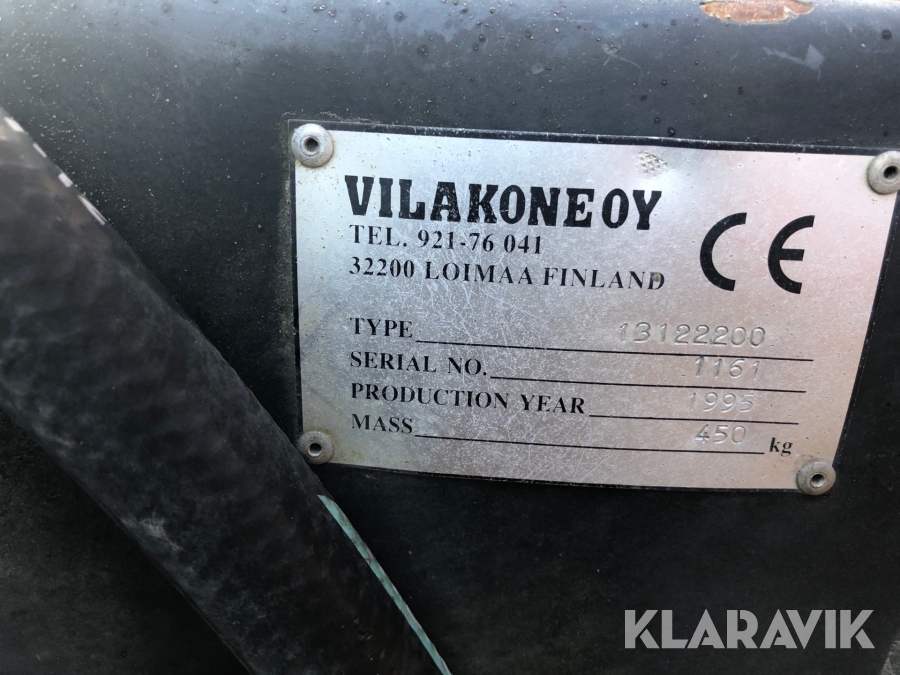 VILAKONE OY
TEL. 921-76 041
32200 LOIMAA FINLAND
CE
TYPE 13122200
SERIAL NO. 1161
PRODUCTION YEAR 1995
MASS 450 kg
KLARAVIK